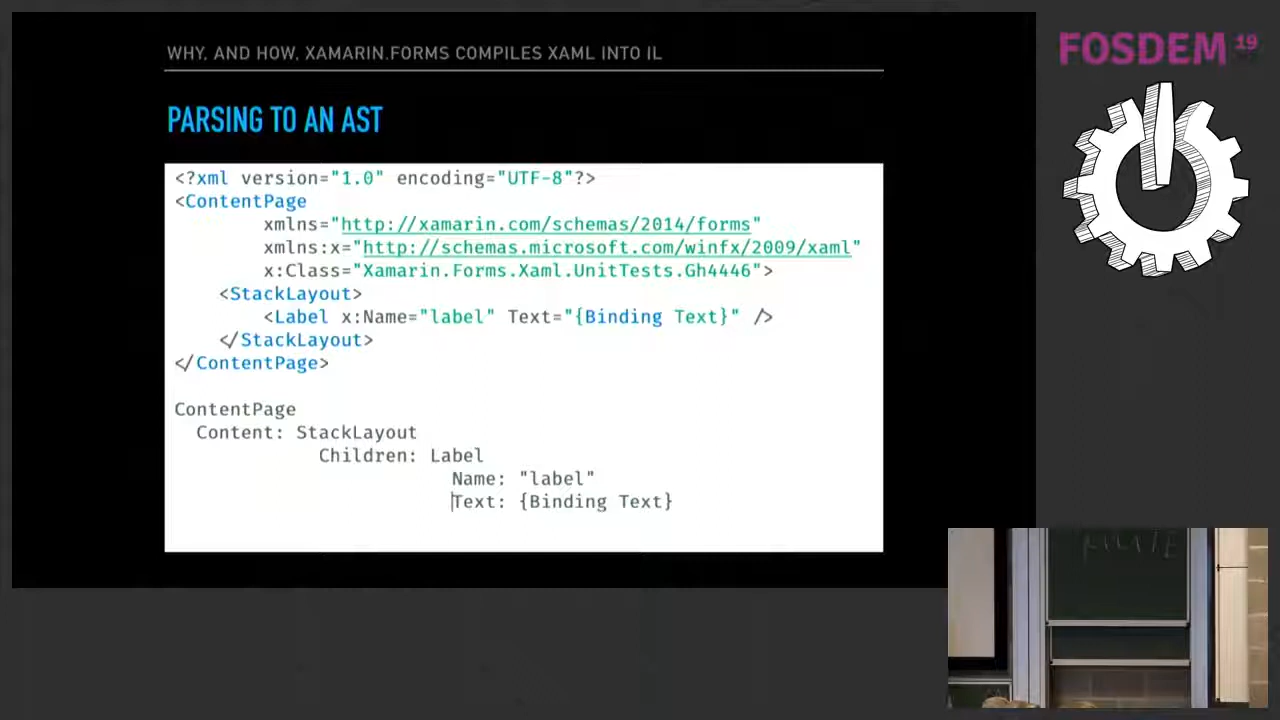 WHY, AND HOW, XAMARIN.FORMS COMPILES XAML INTO IL
FOSDEM 19
PARSING TO AN AST
<?xml version="1.0" encoding="UTF-8"?>
<ContentPage
xmlns="http://xamarin.com/schemas/2014/forms"
xmlns:x="http://schemas.microsoft.com/winfx/2009/xaml"
x:Class="Xamarin.Forms.Xaml.UnitTests.Gh4446">
<StackLayout>
<Label x:Name="label" Text="{Binding Text}" />
</StackLayout>
</ContentPage>
ContentPage
Content: StackLayout
Children: Label
Name: "label"
Text: {Binding Text}